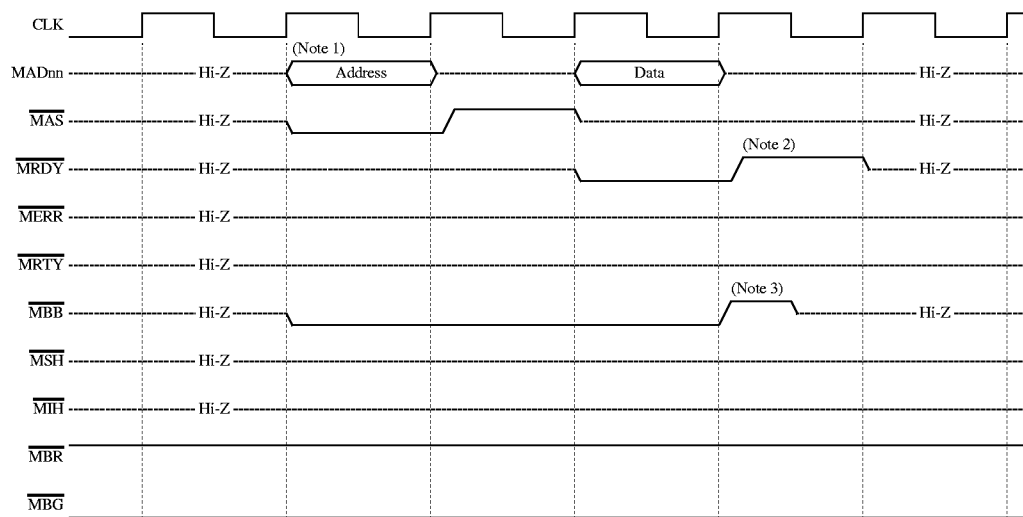 CLK
(Note 1)
MADnn Hi-Z Address Data Hi-Z
MAS Hi-Z Hi-Z
(Note 2)
MRDY Hi-Z Hi-Z
MERR Hi-Z
MRTY Hi-Z
(Note 3)
MBB Hi-Z Hi-Z
MSH Hi-Z
MIH Hi-Z
MBR
MBG